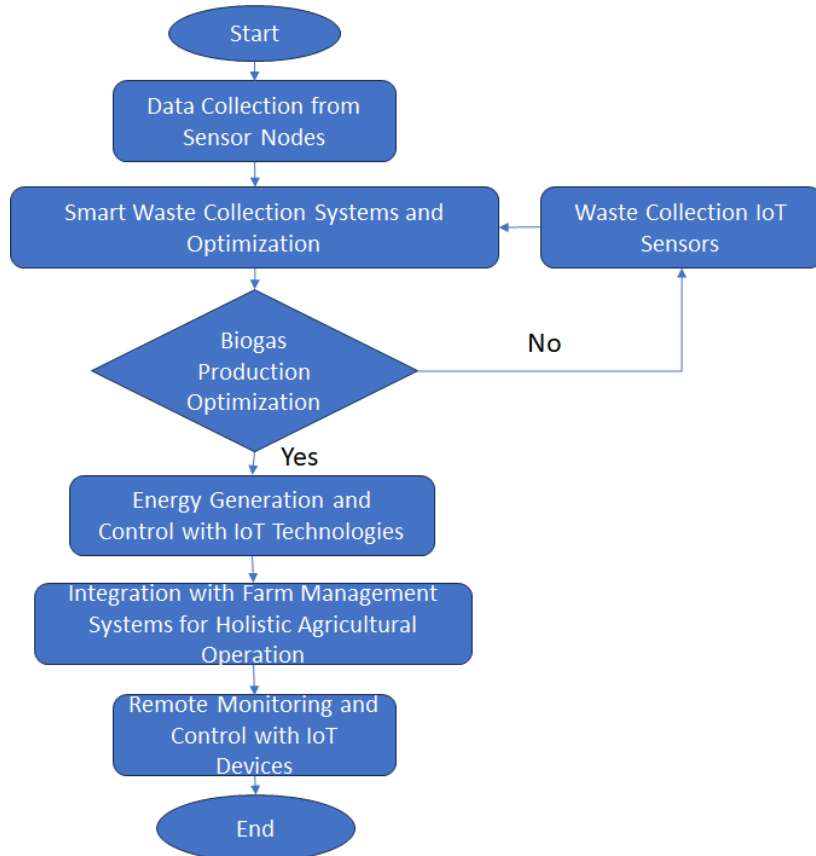 Start
Data Collection from
Sensor Nodes
Smart Waste Collection Systems and
Optimization
Waste Collection IoT
Sensors
Biogas
Production
Optimization
No
Yes
Energy Generation and
Control with IoT Technologies
Integration with Farm Management
Systems for Holistic Agricultural
Operation
Remote Monitoring and
Control with IoT
Devices
End